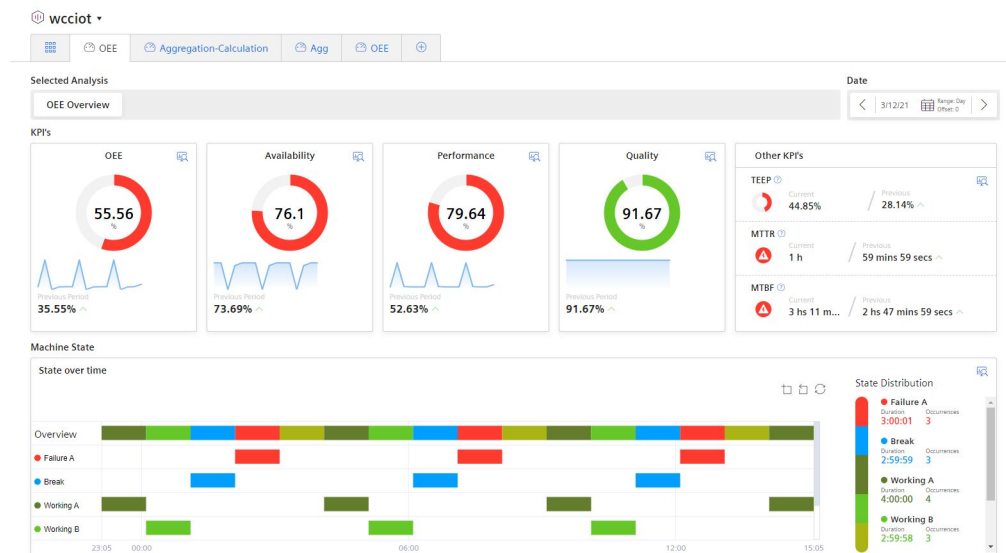 wcciot
OEE
Aggregation-Calculation
Agg
OEE
Selected Analysis
Date
OEE Overview
3/12/21
Range: Day
Offset: 0
KPI's
OEE
55.56
%
Previous Period
35.55%
Availability
76.1
%
Previous Period
73.69%
Performance
79.64
%
Previous Period
52.63%
Quality
91.67
%
Previous Period
91.67%
Other KPI's
TEEP
Current
Previous
44.85%
28.14%
MTTR
Current
Previous
1 h
59 mins 59 secs
MTBF
Current
Previous
3 hs 11 m...
2 hs 47 mins 59 secs
Machine State
State over time
Overview
Failure A
Break
Working A
Working B
23:05 00:00 06:00 12:00 15:05
State Distribution
Failure A
Duration Occurrences
3:00:01 3
Break
Duration Occurrences
2:59:59 3
Working A
Duration Occurrences
4:00:00 4
Working B
Duration Occurrences
2:59:58 3